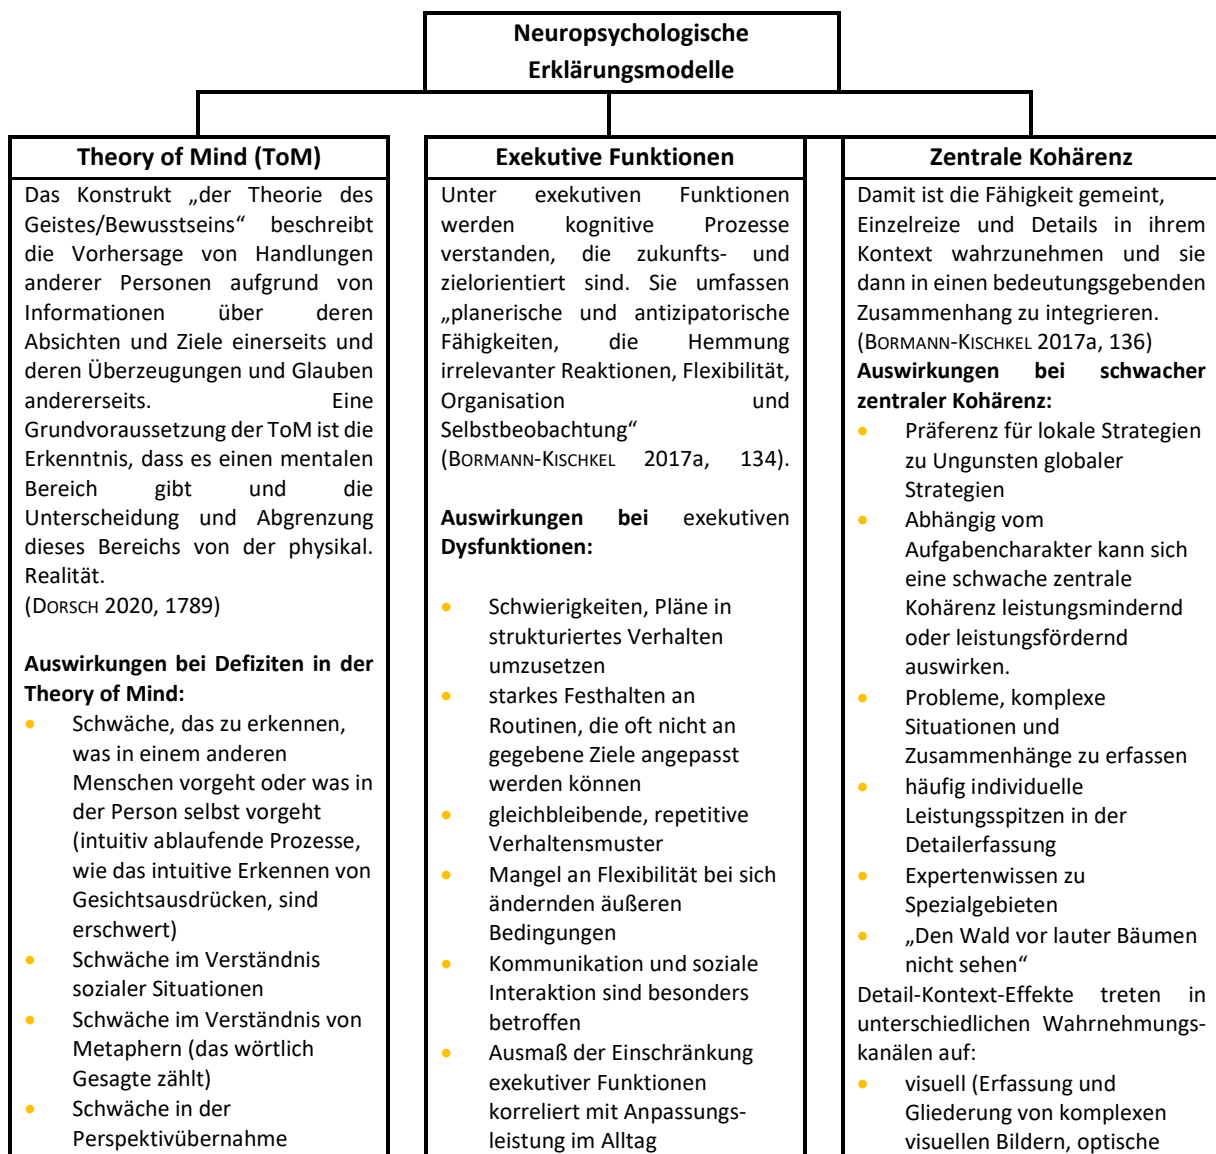 Neuropsychologische
Erklärungsmodelle
Theory of Mind (ToM)
Das Konstrukt „der Theorie des
Geistes/Bewusstseins“ beschreibt
die Vorhersage von Handlungen
anderer Personen aufgrund von
Informationen über deren
Absichten und Ziele einerseits und
deren Überzeugungen und Glauben
andererseits. Eine
Grundvoraussetzung der ToM ist die
Erkenntnis, dass es einen mentalen
Bereich gibt und die
Unterscheidung und Abgrenzung
dieses Bereichs von der physikal.
Realität.
(DORSCH 2020, 1789)
Auswirkungen bei Defiziten in der
Theory of Mind:
• Schwäche, das zu erkennen,
was in einem anderen
Menschen vorgeht oder was in
der Person selbst vorgeht
(intuitiv ablaufende Prozesse,
wie das intuitive Erkennen von
Gesichtsausdrücken, sind
erschwert)
• Schwäche im Verständnis
sozialer Situationen
• Schwäche im Verständnis von
Metaphern (das wörtlich
Gesagte zählt)
• Schwäche in der
Perspektivübernahme
Exekutive Funktionen
Unter exekutiven Funktionen
werden kognitive Prozesse
verstanden, die zukunfts- und
zielorientiert sind. Sie umfassen
„planerische und antizipatorische
Fähigkeiten, die Hemmung
irrelevanter Reaktionen, Flexibilität,
Organisation und
Selbstbeobachtung“
(BORMANN-KISCHKEL 2017a, 134).
Auswirkungen bei exekutiven
Dysfunktionen:
• Schwierigkeiten, Pläne in
strukturiertes Verhalten
umzusetzen
• starkes Festhalten an
Routinen, die oft nicht an
gegebene Ziele angepasst
werden können
• gleichbleibende, repetitive
Verhaltensmuster
• Mangel an Flexibilität bei sich
ändernden äußeren
Bedingungen
• Kommunikation und soziale
Interaktion sind besonders
betroffen
• Ausmaß der Einschränkung
exekutiver Funktionen
korreliert mit Anpassungs-
leistung im Alltag
Zentrale Kohärenz
Damit ist die Fähigkeit gemeint,
Einzelreize und Details in ihrem
Kontext wahrzunehmen und sie
dann in einen bedeutungsgebenden
Zusammenhang zu integrieren.
(BORMANN-KISCHKEL 2017a, 136)
Auswirkungen bei schwacher
zentraler Kohärenz:
• Präferenz für lokale Strategien
zu Ungunsten globaler
Strategien
• Abhängig vom
Aufgabencharakter kann sich
eine schwache zentrale
Kohärenz leistungsmindernd
oder leistungsfördernd
auswirken.
• Probleme, komplexe
Situationen und
Zusammenhänge zu erfassen
• häufig individuelle
Leistungsspitzen in der
Detailerfassung
• Expertenwissen zu
Spezialgebieten
• „Den Wald vor lauter Bäumen
nicht sehen“
Detail-Kontext-Effekte treten in
unterschiedlichen Wahrnehmungs-
kanälen auf:
• visuell (Erfassung und
Gliederung von komplexen
visuellen Bildern, optische